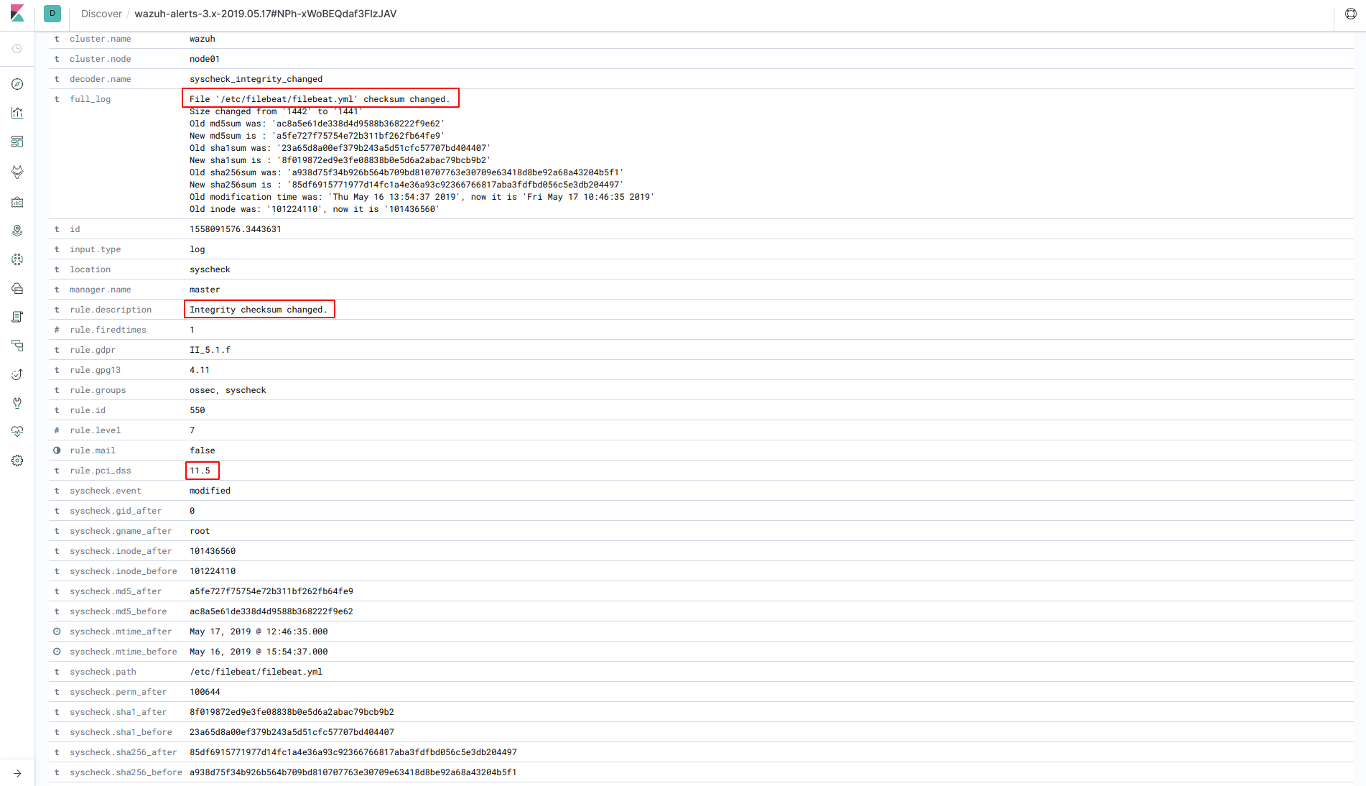 D Discover / wazuh-alerts-3.x-2019.05.17#NPh-xWoBEQdaf3FIzJAV
t cluster.name wazuh
t cluster.node node01
t decoder.name syscheck_integrity_changed
t full_log File '/etc/filebeat/filebeat.yml' checksum changed.
Size changed from '1442' to '1441'
Old md5sum was: 'ac8a5e61de338d4d9588b368222f9e62'
New md5sum is : 'a5fe727f75754e72b311bf262fb64fe9'
Old sha1sum was: '23a65d8a00ef379b243a5d51cfc57707bd404407'
New sha1sum is : '8f019872ed9e3fe08838b0e5d6a2abac79bcb9b2'
Old sha256sum was: 'a938d75f34b926b564b709bd810707763e30709e63418d8be92a68a43204b5f1'
New sha256sum is : '85df6915771977d14fc1a4e36a93c92366766817aba3fdfbd056c5e3db204497'
Old modification time was: 'Thu May 16 13:54:37 2019', now it is 'Fri May 17 10:46:35 2019'
Old inode was: '101224110', now it is '101436560'
t id 1558091576.3443631
t input.type log
t location syscheck
t manager.name master
t rule.description Integrity checksum changed.
# rule.firedtimes 1
t rule.gdpr II_5.1.f
t rule.gpg13 4.11
t rule.groups ossec, syscheck
t rule.id 550
# rule.level 7
rule.mail false
t rule.pci_dss 11.5
t syscheck.event modified
t syscheck.gid_after 0
t syscheck.gname_after root
t syscheck.inode_after 101436560
t syscheck.inode_before 101224110
t syscheck.md5_after a5fe727f75754e72b311bf262fb64fe9
t syscheck.md5_before ac8a5e61de338d4d9588b368222f9e62
syscheck.mtime_after May 17, 2019 @ 12:46:35.000
syscheck.mtime_before May 16, 2019 @ 15:54:37.000
t syscheck.path /etc/filebeat/filebeat.yml
t syscheck.perm_after 100644
t syscheck.sha1_after 8f019872ed9e3fe08838b0e5d6a2abac79bcb9b2
t syscheck.sha1_before 23a65d8a00ef379b243a5d51cfc57707bd404407
t syscheck.sha256_after 85df6915771977d14fc1a4e36a93c92366766817aba3fdfbd056c5e3db204497
t syscheck.sha256_before a938d75f34b926b564b709bd810707763e30709e63418d8be92a68a43204b5f1